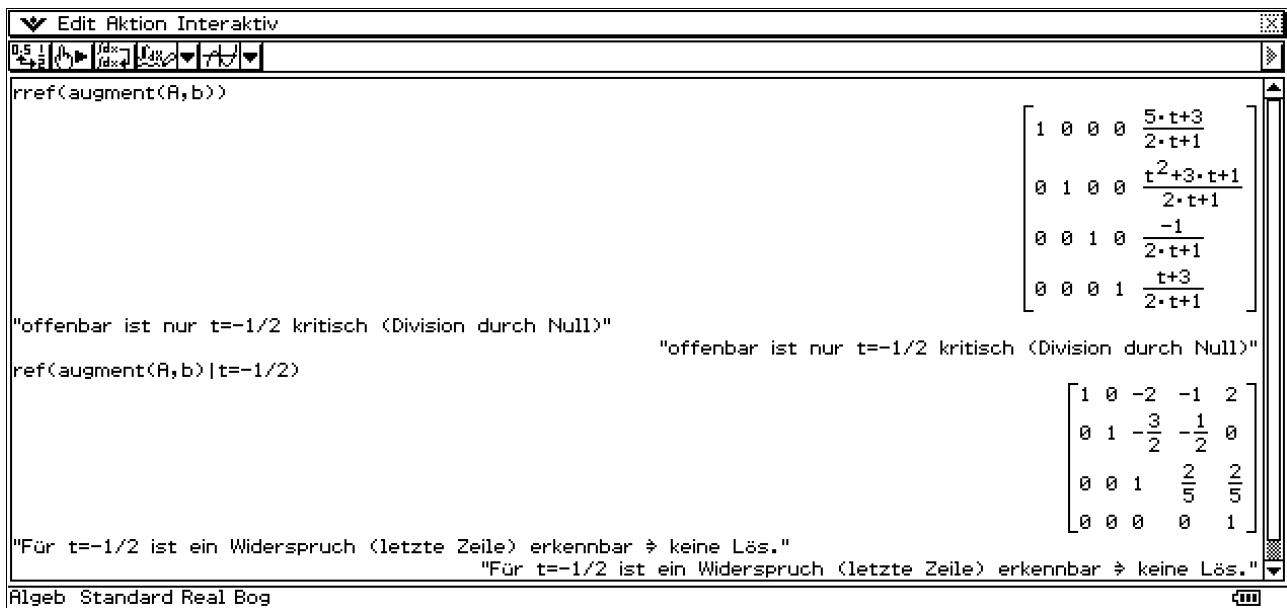 Edit Aktion Interaktiv
rref(augment(A,b))
1 0 0 0 5·t+3/2·t+1
0 1 0 0 t^2+3·t+1/2·t+1
0 0 1 0 -1/2·t+1
0 0 0 1 t+3/2·t+1
"offenbar ist nur t=-1/2 kritisch (Division durch Null)"
"offenbar ist nur t=-1/2 kritisch (Division durch Null)"
ref(augment(A,b)|t=-1/2)
1 0 -2 -1 2
0 1 -3/2 -1/2 0
0 0 1 2/5 2/5
0 0 0 0 1
"Für t=-1/2 ist ein Widerspruch (letzte Zeile) erkennbar ⇒ keine Lös."
"Für t=-1/2 ist ein Widerspruch (letzte Zeile) erkennbar ⇒ keine Lös."
Algeb Standard Real Bog